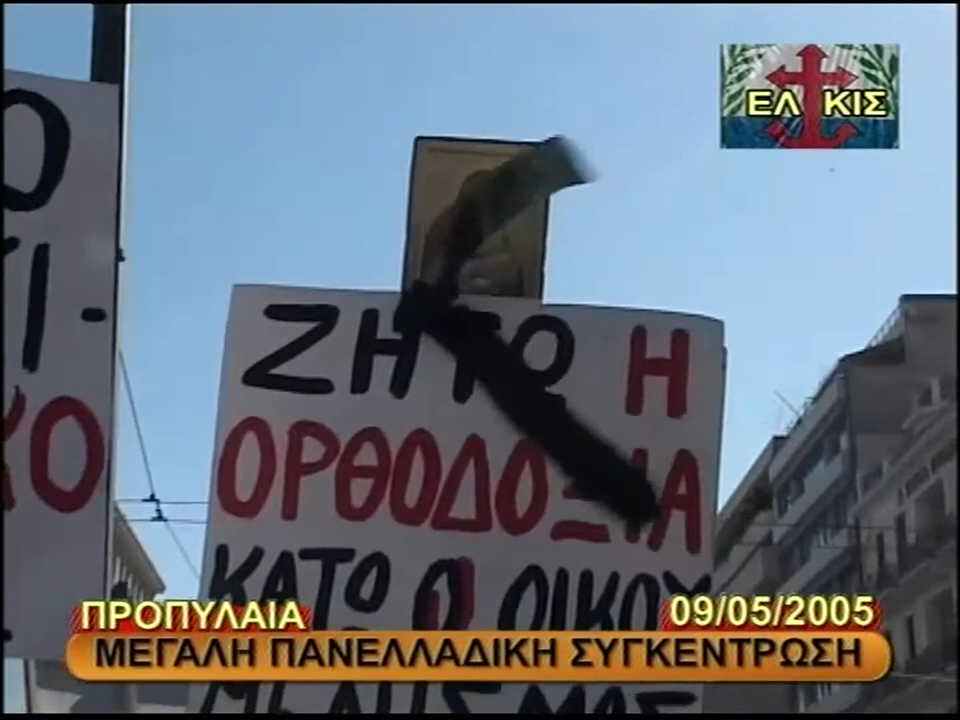 ΕΛ ΚΙΣ
Ο
ΖΗΤΩ Η
ΟΡΘΟΔΟΞΙΑ
ΚΑΤΩ Ο ΟΙΚΟΥ
ΠΡΟΠΥΛΑΙΑ
09/05/2005
ΜΕΓΑΛΗ ΠΑΝΕΛΛΑΔΙΚΗ ΣΥΓΚΕΝΤΡΩΣΗ